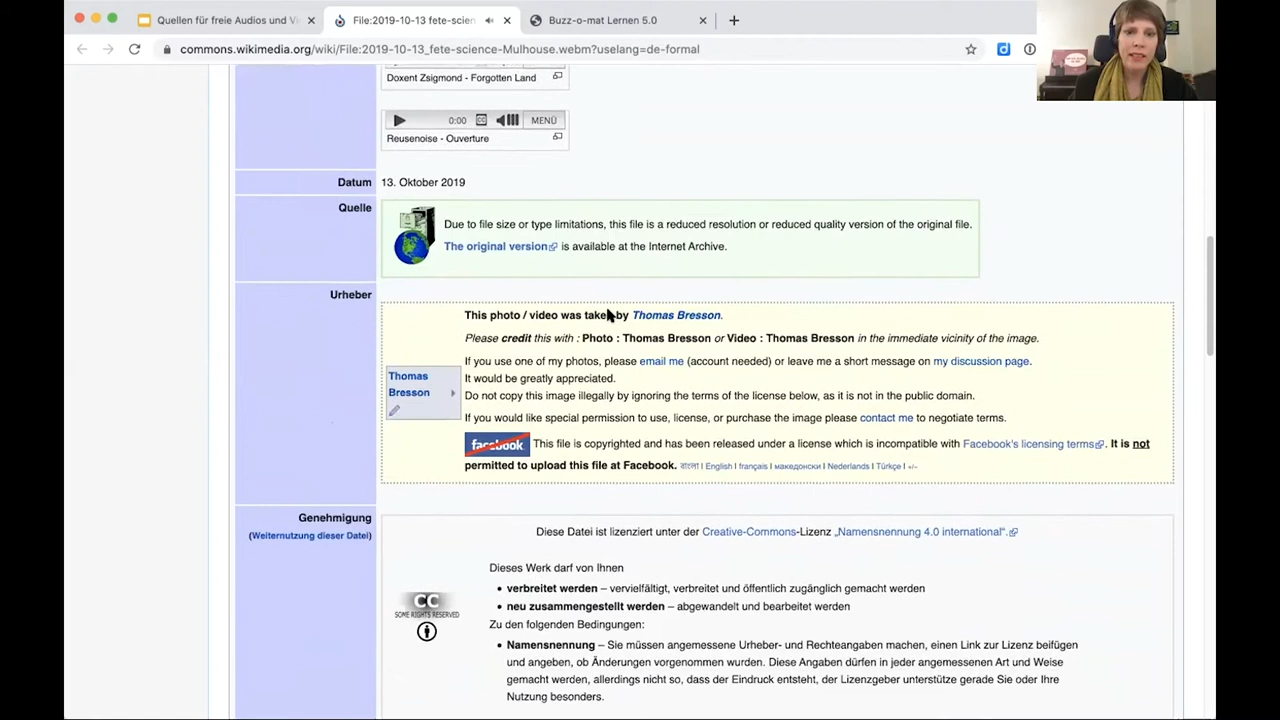 Quellen für freie Audios und Vi
File:2019-10-13 fete-scien
Buzz-o-mat Lernen 5.0
commons.wikimedia.org/wiki/File:2019-10-13_fete-science-Mulhouse.webm?uselang=de-formal
Doxent Zsigmond - Forgotten Land
0:00 MENÜ
Reusenoise - Ouverture
Datum 13. Oktober 2019
Quelle
Due to file size or type limitations, this file is a reduced resolution or reduced quality version of the original file.
The original version is available at the Internet Archive.
Urheber
This photo / video was taken by Thomas Bresson.
Please credit this with : Photo : Thomas Bresson or Video : Thomas Bresson in the immediate vicinity of the image.
If you use one of my photos, please email me (account needed) or leave me a short message on my discussion page.
It would be greatly appreciated.
Thomas
Bresson
Do not copy this image illegally by ignoring the terms of the license below, as it is not in the public domain.
If you would like special permission to use, license, or purchase the image please contact me to negotiate terms.
facebook This file is copyrighted and has been released under a license which is incompatible with Facebook's licensing terms. It is not
permitted to upload this file at Facebook. বাংলা | English | français | македонски | Nederlands | Türkçe | +/−
Genehmigung
(Weiternutzung dieser Datei)
Diese Datei ist lizenziert unter der Creative-Commons-Lizenz „Namensnennung 4.0 international“.
Dieses Werk darf von Ihnen
verbreitet werden – vervielfältigt, verbreitet und öffentlich zugänglich gemacht werden
neu zusammengestellt werden – abgewandelt und bearbeitet werden
Zu den folgenden Bedingungen:
CC
SOME RIGHTS RESERVED
Namensnennung – Sie müssen angemessene Urheber- und Rechteangaben machen, einen Link zur Lizenz beifügen
und angeben, ob Änderungen vorgenommen wurden. Diese Angaben dürfen in jeder angemessenen Art und Weise
gemacht werden, allerdings nicht so, dass der Eindruck entsteht, der Lizenzgeber unterstütze gerade Sie oder Ihre
Nutzung besonders.